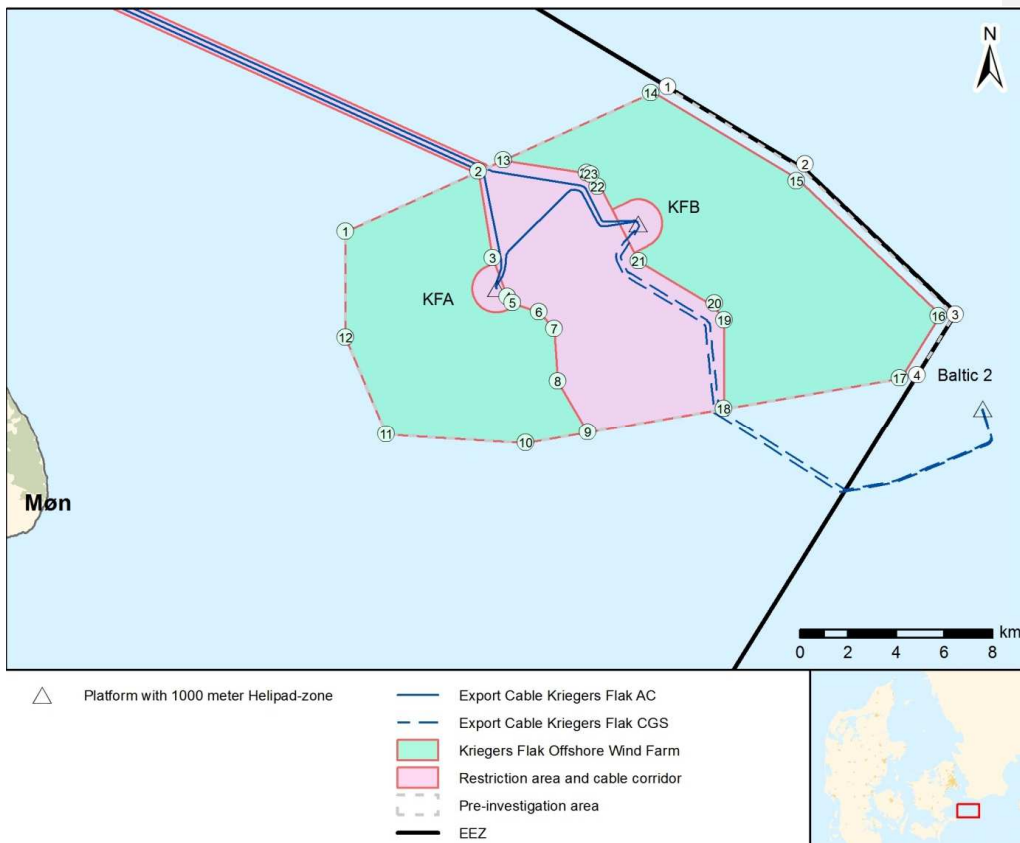 N
1
14
2
15
13
2
23
22
KFB
1
3
21
KFA
4
5
6
20
19
16
3
7
12
8
17
4
Baltic 2
18
11
9
10
Møn
km
0 2 4 6 8
Platform with 1000 meter Helipad-zone
Export Cable Kriegers Flak AC
Export Cable Kriegers Flak CGS
Kriegers Flak Offshore Wind Farm
Restriction area and cable corridor
Pre-investigation area
EEZ